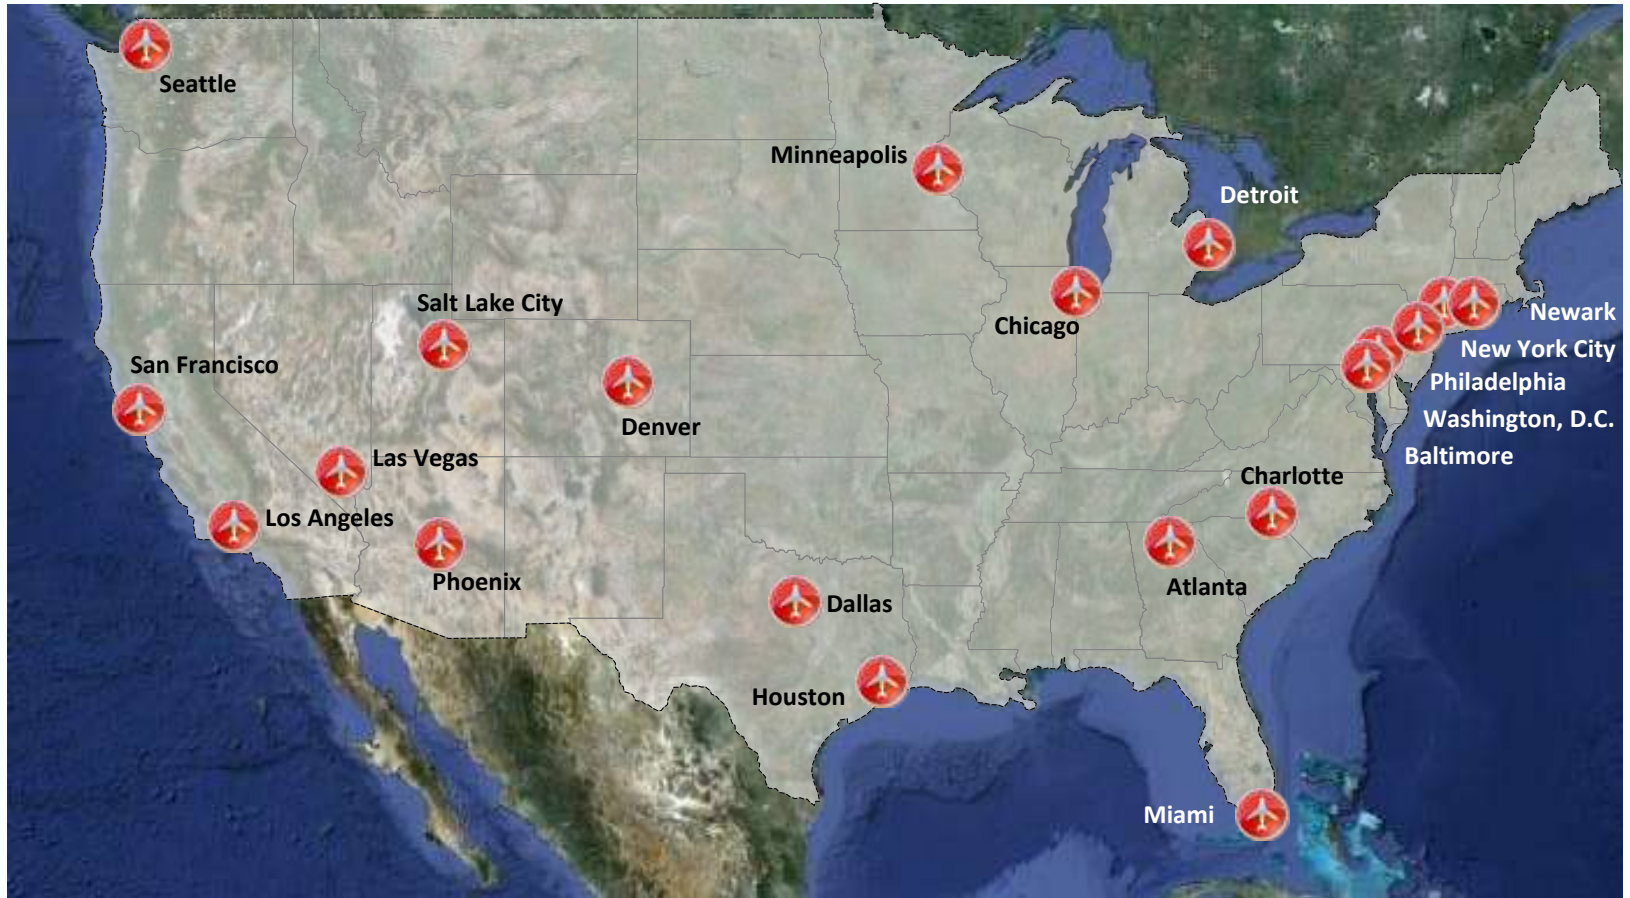 Seattle
Minneapolis
Detroit
Salt Lake City
Newark
Chicago
New York City
San Francisco
Philadelphia
Denver
Washington, D.C.
Las Vegas
Baltimore
Charlotte
Los Angeles
Phoenix
Atlanta
Dallas
Houston
Miami